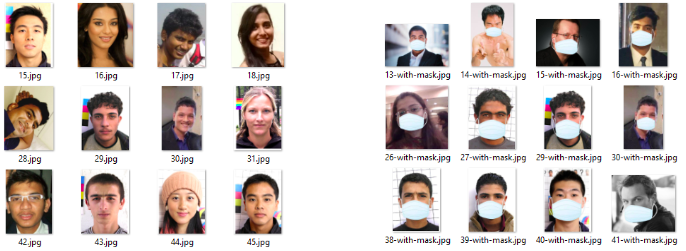 15.jpg 16.jpg 17.jpg 18.jpg
13-with-mask.jpg 14-with-mask.jpg 15-with-mask.jpg 16-with-mask.jpg
28.jpg 29.jpg 30.jpg 31.jpg
26-with-mask.jpg 27-with-mask.jpg 29-with-mask.jpg 30-with-mask.jpg
42.jpg 43.jpg 44.jpg 45.jpg
38-with-mask.jpg 39-with-mask.jpg 40-with-mask.jpg 41-with-mask.jpg